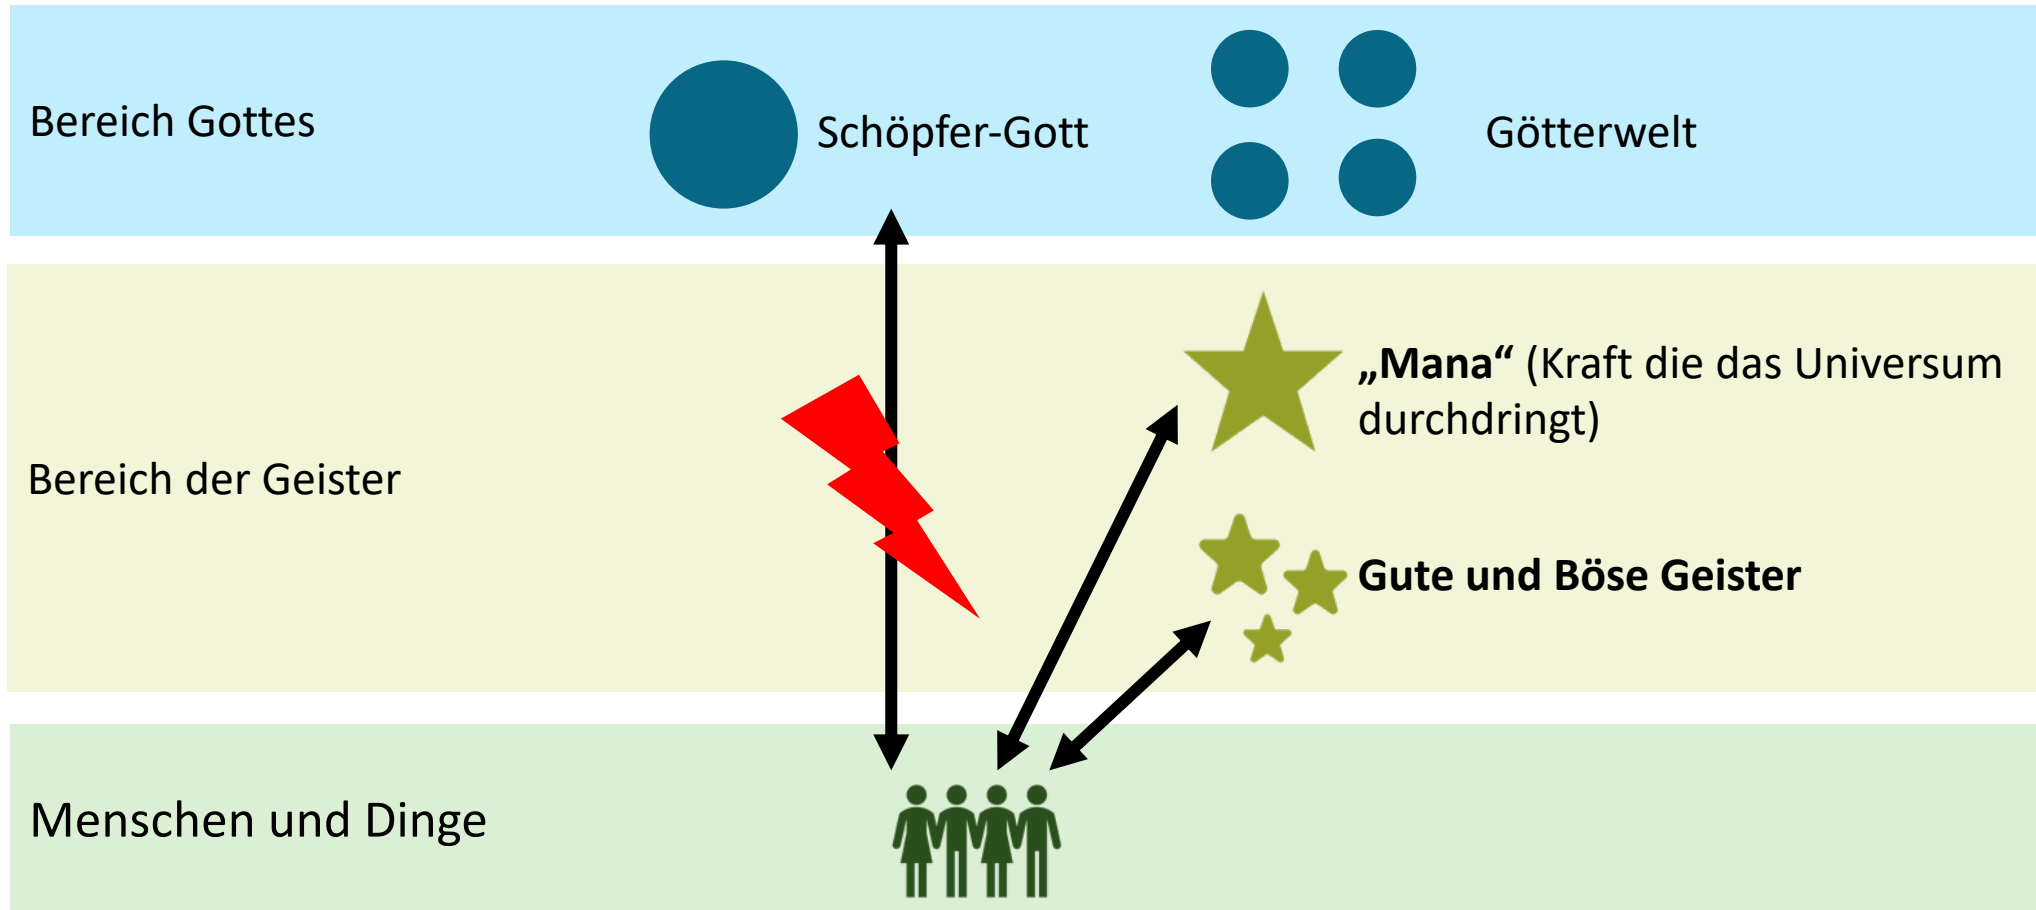 Bereich Gottes
Schöpfer-Gott
Götterwelt
„Mana“ (Kraft die das Universum
durchdringt)
Bereich der Geister
Gute und Böse Geister
Menschen und Dinge